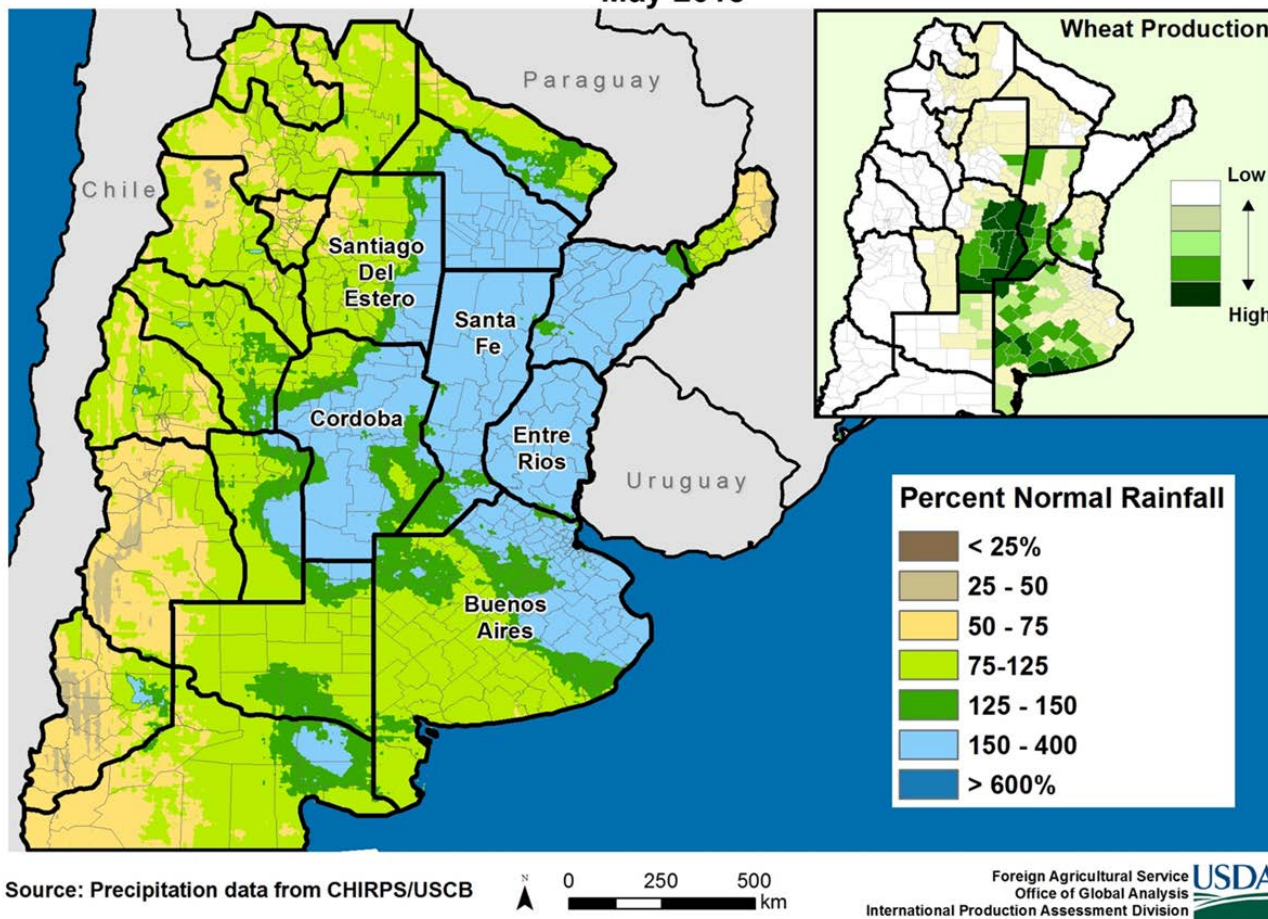 May
Wheat Production
Paraguay
Chile
Low
High
Santiago
Del
Estero
Santa
Fe
Cordoba
Entre
Rios
Uruguay
Buenos
Aires
Percent Normal Rainfall
< 25%
25 - 50
50 - 75
75-125
125 - 150
150 - 400
> 600%
Source: Precipitation data from CHIRPS/USCB
N
0 250 500
km
Foreign Agricultural Service
Office of Global Analysis
International Production Assessment Division
USDA